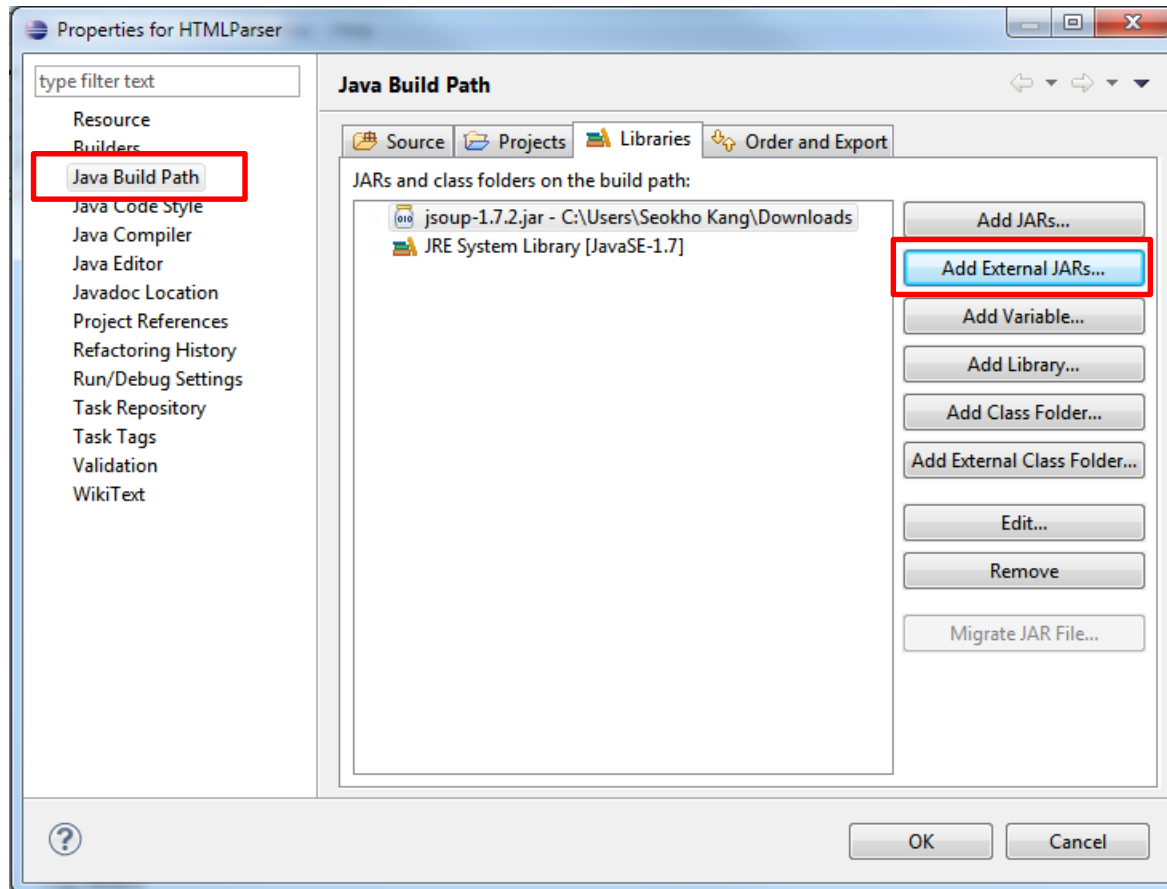 Properties for HTMLParser
type filter text
Resource
Builders
Java Build Path
Java Code Style
Java Compiler
Java Editor
Javadoc Location
Project References
Refactoring History
Run/Debug Settings
Task Repository
Task Tags
Validation
WikiText
Java Build Path
Source
Projects
Libraries
Order and Export
JARs and class folders on the build path:
jsoup-1.7.2.jar - C:\Users\Seokho Kang\Downloads
JRE System Library [JavaSE-1.7]
Add JARs...
Add External JARs...
Add Variable...
Add Library...
Add Class Folder...
Add External Class Folder...
Edit...
Remove
Migrate JAR File...
OK
Cancel